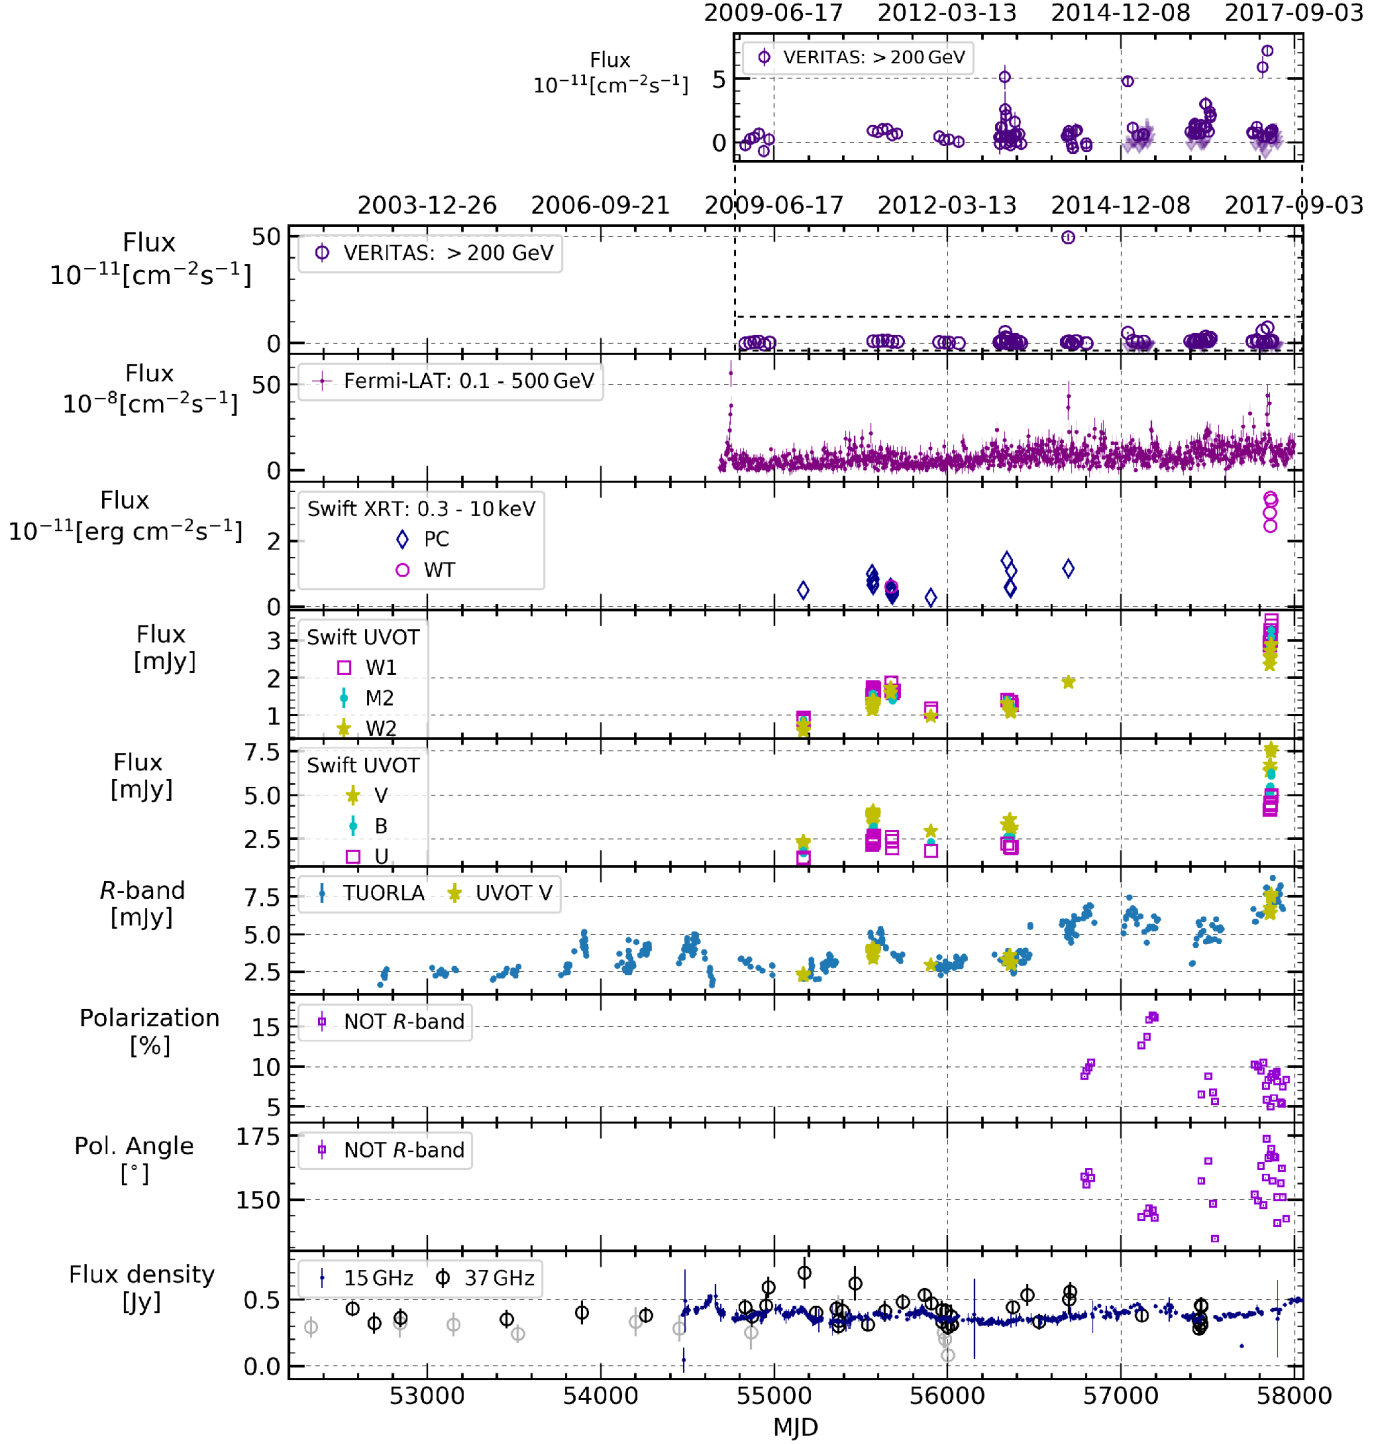 2009-06-17 2012-03-13 2014-12-08 2017-09-03
Flux
10⁻¹¹[cm⁻²s⁻¹]
VERITAS: > 200 GeV
5
0
2003-12-26 2006-09-21 2009-06-17 2012-03-13 2014-12-08 2017-09-03
Flux
10⁻¹¹[cm⁻²s⁻¹]
50
VERITAS: > 200 GeV
0
Flux
10⁻⁸[cm⁻²s⁻¹]
Fermi-LAT: 0.1 - 500 GeV
50
0
Flux
10⁻¹¹[erg cm⁻²s⁻¹]
Swift XRT: 0.3 - 10 keV
PC
WT
2
0
Flux
[mJy]
Swift UVOT
W1
M2
W2
3
2
1
Flux
[mJy]
Swift UVOT
V
B
U
7.5
5.0
2.5
R-band
[mJy]
TUORLA UVOT V
7.5
5.0
2.5
Polarization
[%]
NOT R-band
15
10
5
Pol. Angle
[°]
175
NOT R-band
150
Flux density
[Jy]
15 GHz 37 GHz
0.5
0.0
53000 54000 55000 56000 57000 58000
MJD